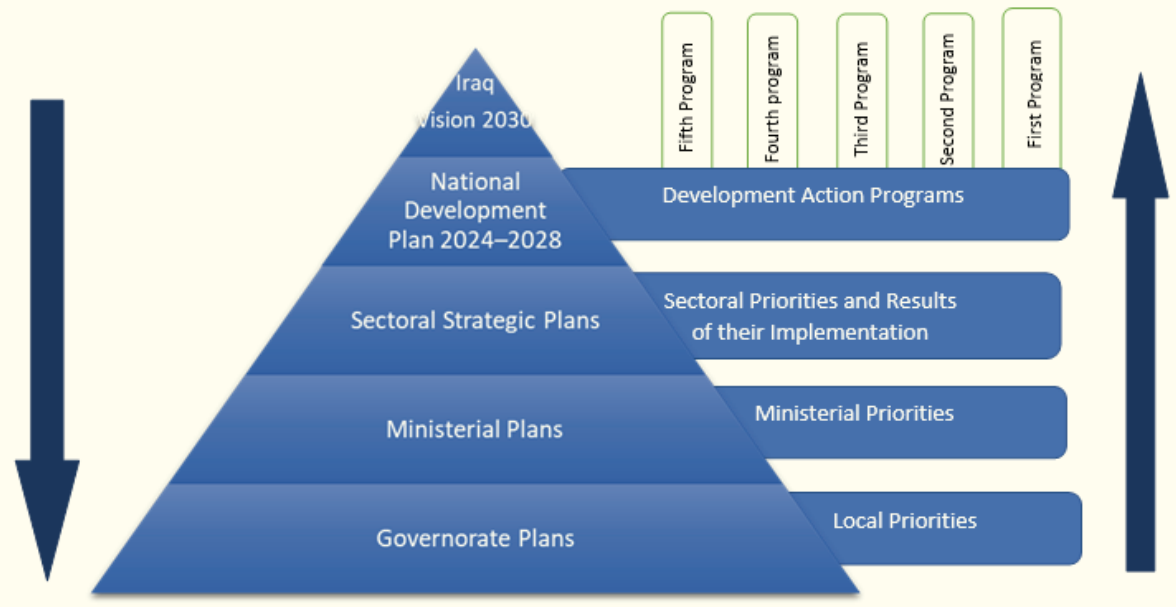 Iraq
Vision 2030
National
Development
Plan 2024–2028
Sectoral Strategic Plans
Ministerial Plans
Governorate Plans
Fifth Program
Fourth program
Third Program
Second Program
First Program
Development Action Programs
Sectoral Priorities and Results
of their Implementation
Ministerial Priorities
Local Priorities